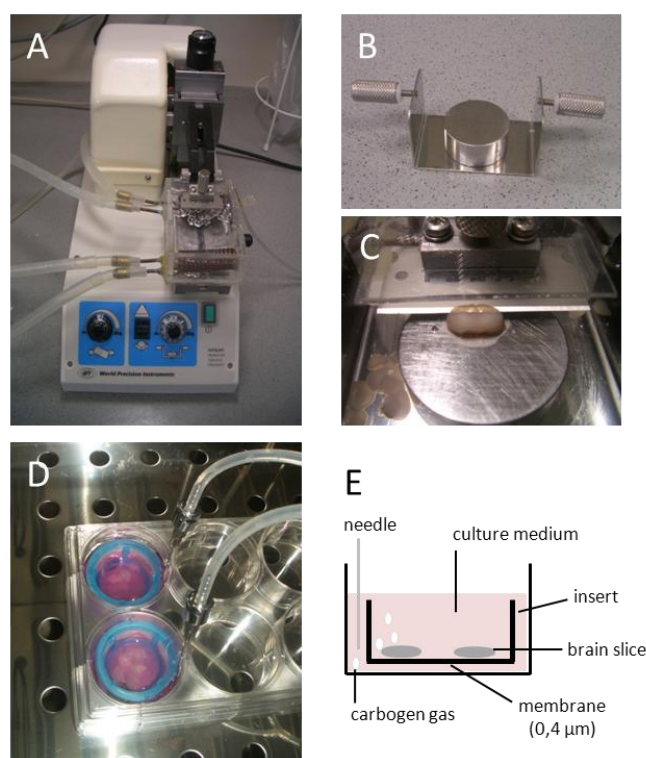 A
B
C
World Precision Instruments
D
E
needle
culture medium
insert
brain slice
carbogen gas
membrane
(0,4 µm)